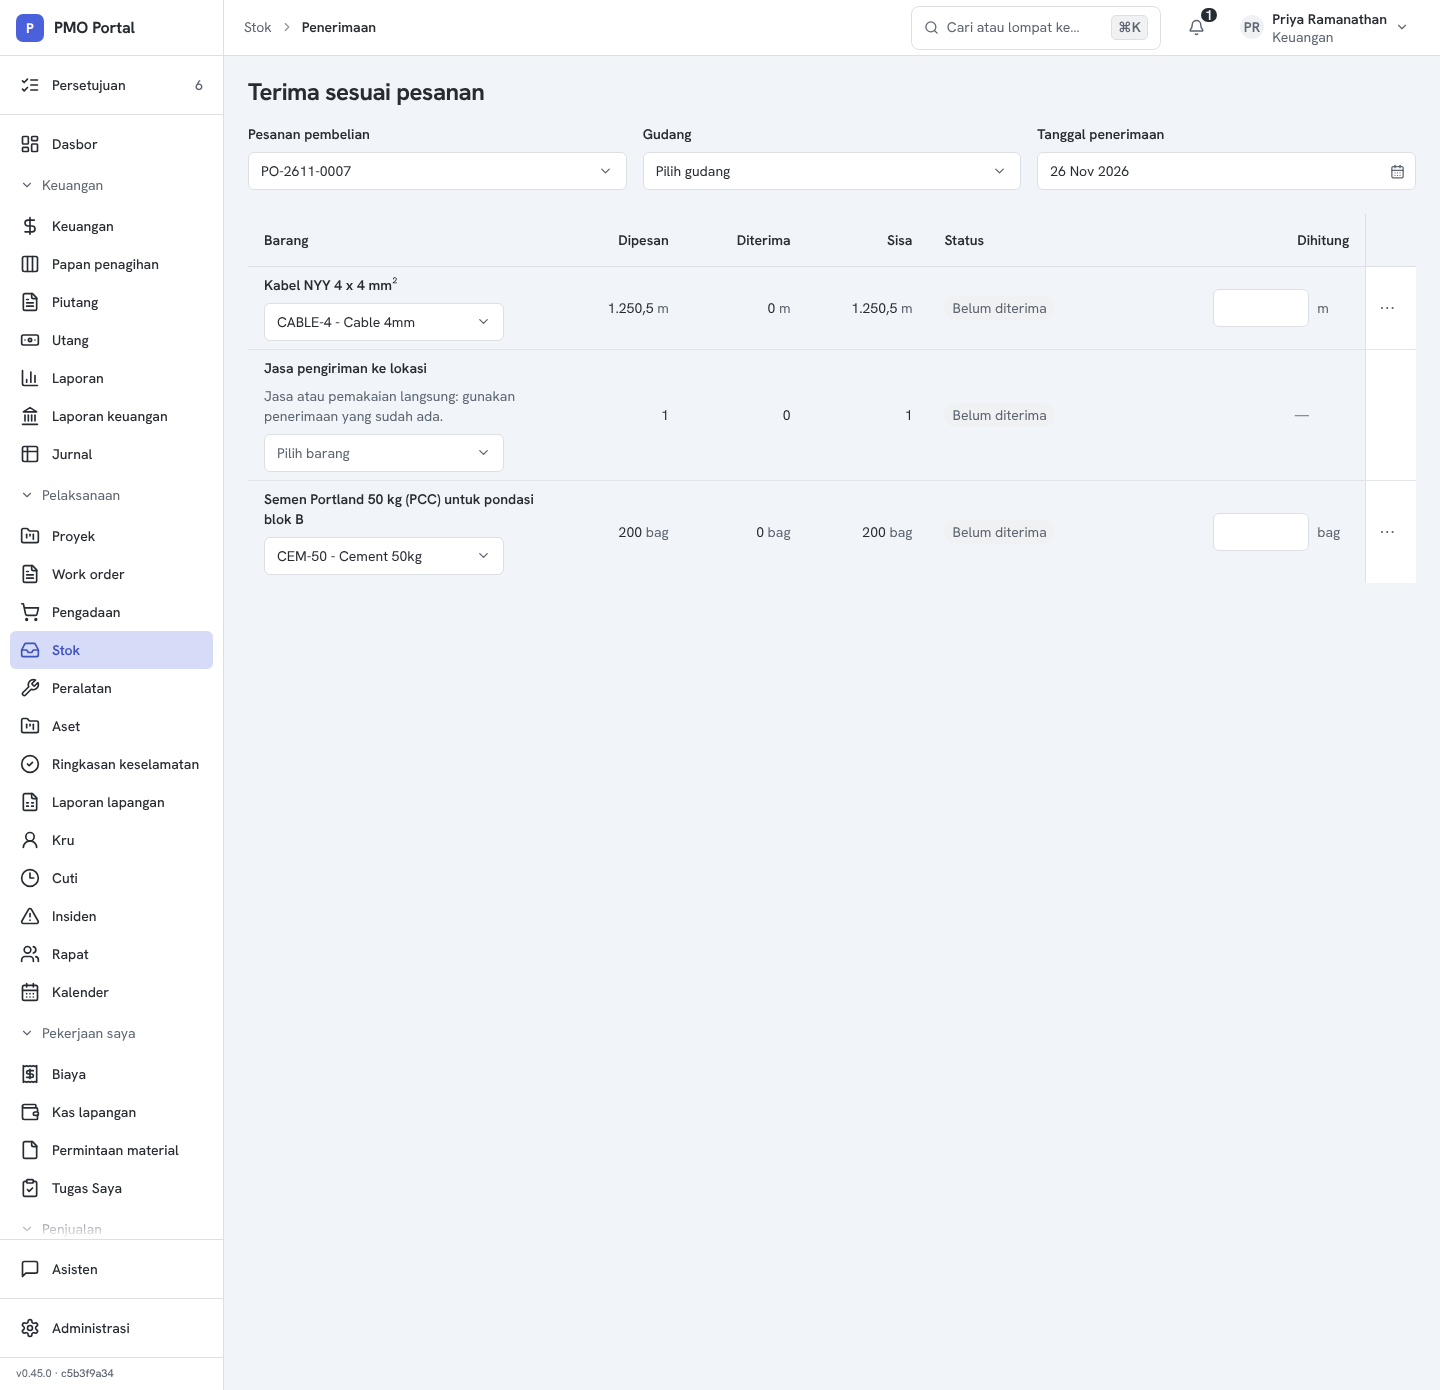 P PMO Portal
Stok > Penerimaan
Cari atau lompat ke... ⌘K
1
PR Priya Ramanathan
Keuangan
Persetujuan 6
Dasbor
Keuangan
Keuangan
Papan penagihan
Piutang
Utang
Laporan
Laporan keuangan
Jurnal
Pelaksanaan
Proyek
Work order
Pengadaan
Stok
Peralatan
Aset
Ringkasan keselamatan
Laporan lapangan
Kru
Cuti
Insiden
Rapat
Kalender
Pekerjaan saya
Biaya
Kas lapangan
Permintaan material
Tugas Saya
Penjualan
Asisten
Administrasi
v0.45.0 · c5b3f9a34
Terima sesuai pesanan
Pesanan pembelian Gudang Tanggal penerimaan
PO-2611-0007 Pilih gudang 26 Nov 2026
Barang Dipesan Diterima Sisa Status Dihitung
Kabel NYY 4 x 4 mm²
CABLE-4 - Cable 4mm 1.250,5 m 0 m 1.250,5 m Belum diterima m ...
Jasa pengiriman ke lokasi
Jasa atau pemakaian langsung: gunakan
penerimaan yang sudah ada. 1 0 1 Belum diterima —
Pilih barang
Semen Portland 50 kg (PCC) untuk pondasi
blok B
200 bag 0 bag 200 bag Belum diterima bag ...
CEM-50 - Cement 50kg